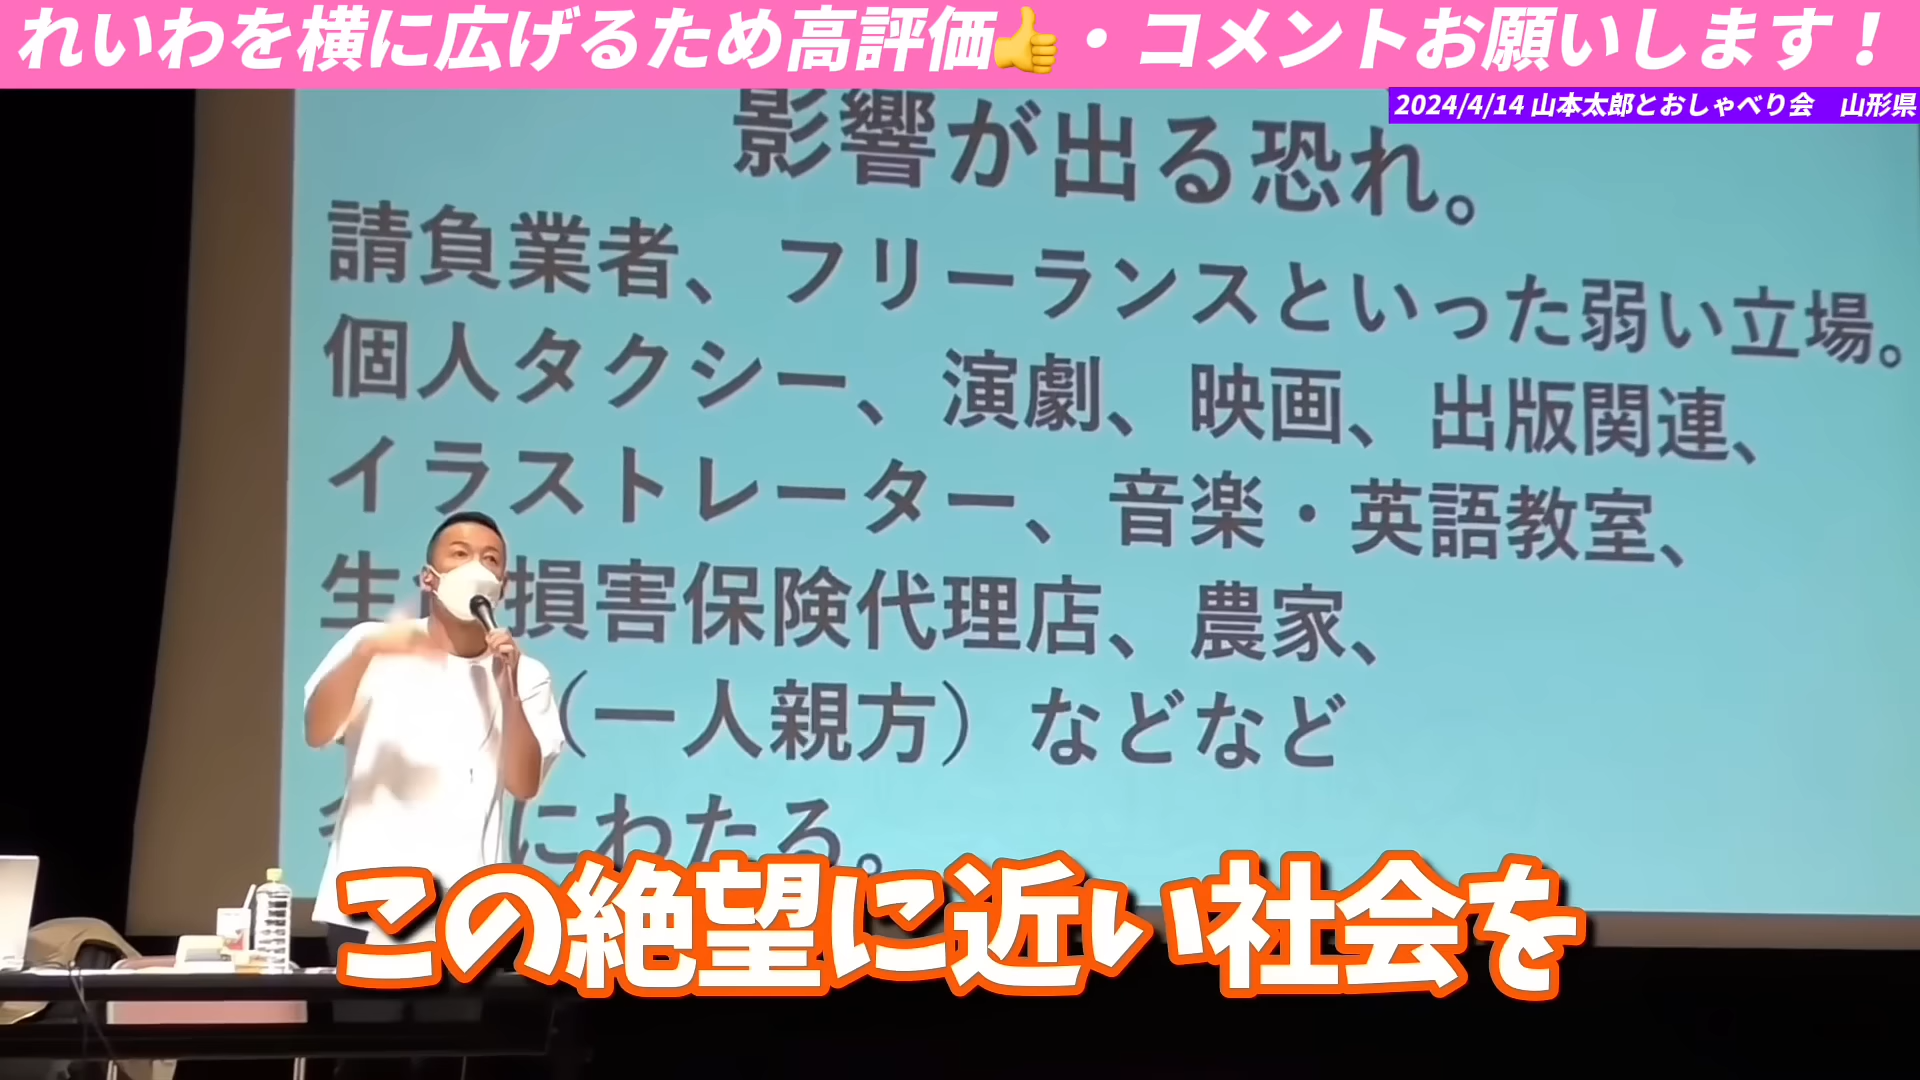 れいわを横に広げるため高評価👍・コメントお願いします！
2024/4/14 山本太郎とおしゃべり会　山形県
影響が出る恐れ。
請負業者、フリーランスといった弱い立場。
個人タクシー、演劇、映画、出版関連、
イラストレーター、音楽・英語教室、
生 損害保険代理店、農家、
（一人親方）などなど
にわたる。
この絶望に近い社会を